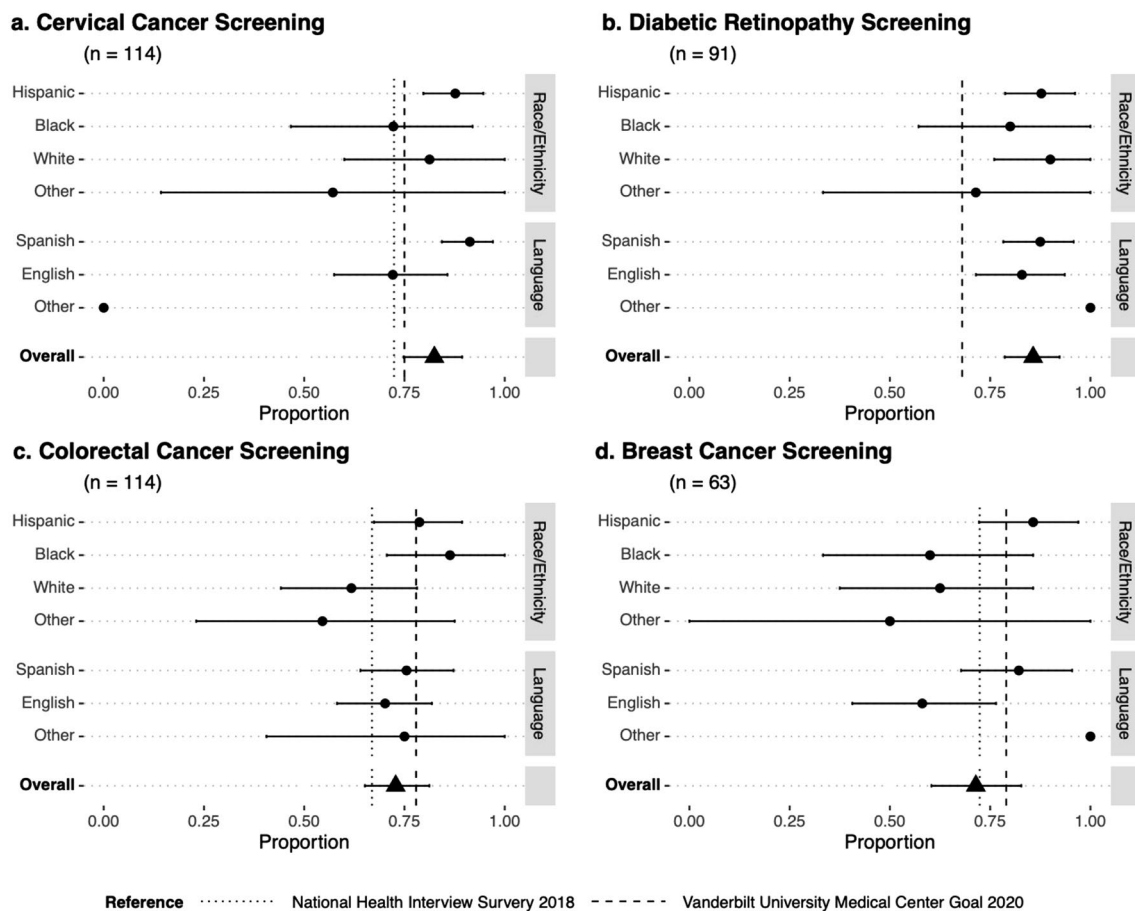 a. Cervical Cancer Screening
(n = 114)
Hispanic
Black
White
Other
Race/Ethnicity
Spanish
English
Other
Language
Overall
0.00 0.25 0.50 0.75 1.00
Proportion
b. Diabetic Retinopathy Screening
(n = 91)
Hispanic
Black
White
Other
Race/Ethnicity
Spanish
English
Other
Language
Overall
0.00 0.25 0.50 0.75 1.00
Proportion
c. Colorectal Cancer Screening
(n = 114)
Hispanic
Black
White
Other
Race/Ethnicity
Spanish
English
Other
Language
Overall
0.00 0.25 0.50 0.75 1.00
Proportion
d. Breast Cancer Screening
(n = 63)
Hispanic
Black
White
Other
Race/Ethnicity
Spanish
English
Other
Language
Overall
0.00 0.25 0.50 0.75 1.00
Proportion
Reference National Health Interview Survery 2018 Vanderbilt University Medical Center Goal 2020